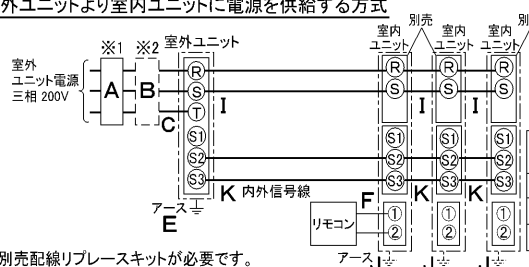 外ユニットより室内ユニットに電源を供給する方式
別売
別
※1
※2
室外ユニット
室内
ユニット
室内
ユニット
室内
ユニット
室外
ユニット電源
三相 200V
A
B
C
R
S
T
S1
S2
S3
I
R
S
S1
S2
S3
①
②
I
R
S
S1
S2
S3
①
②
I
R
S
S1
S2
S3
①
②
K 内外信号線
F
K
K
アース
E
リモコン
アース
別売配線リプレースキットが必要です。